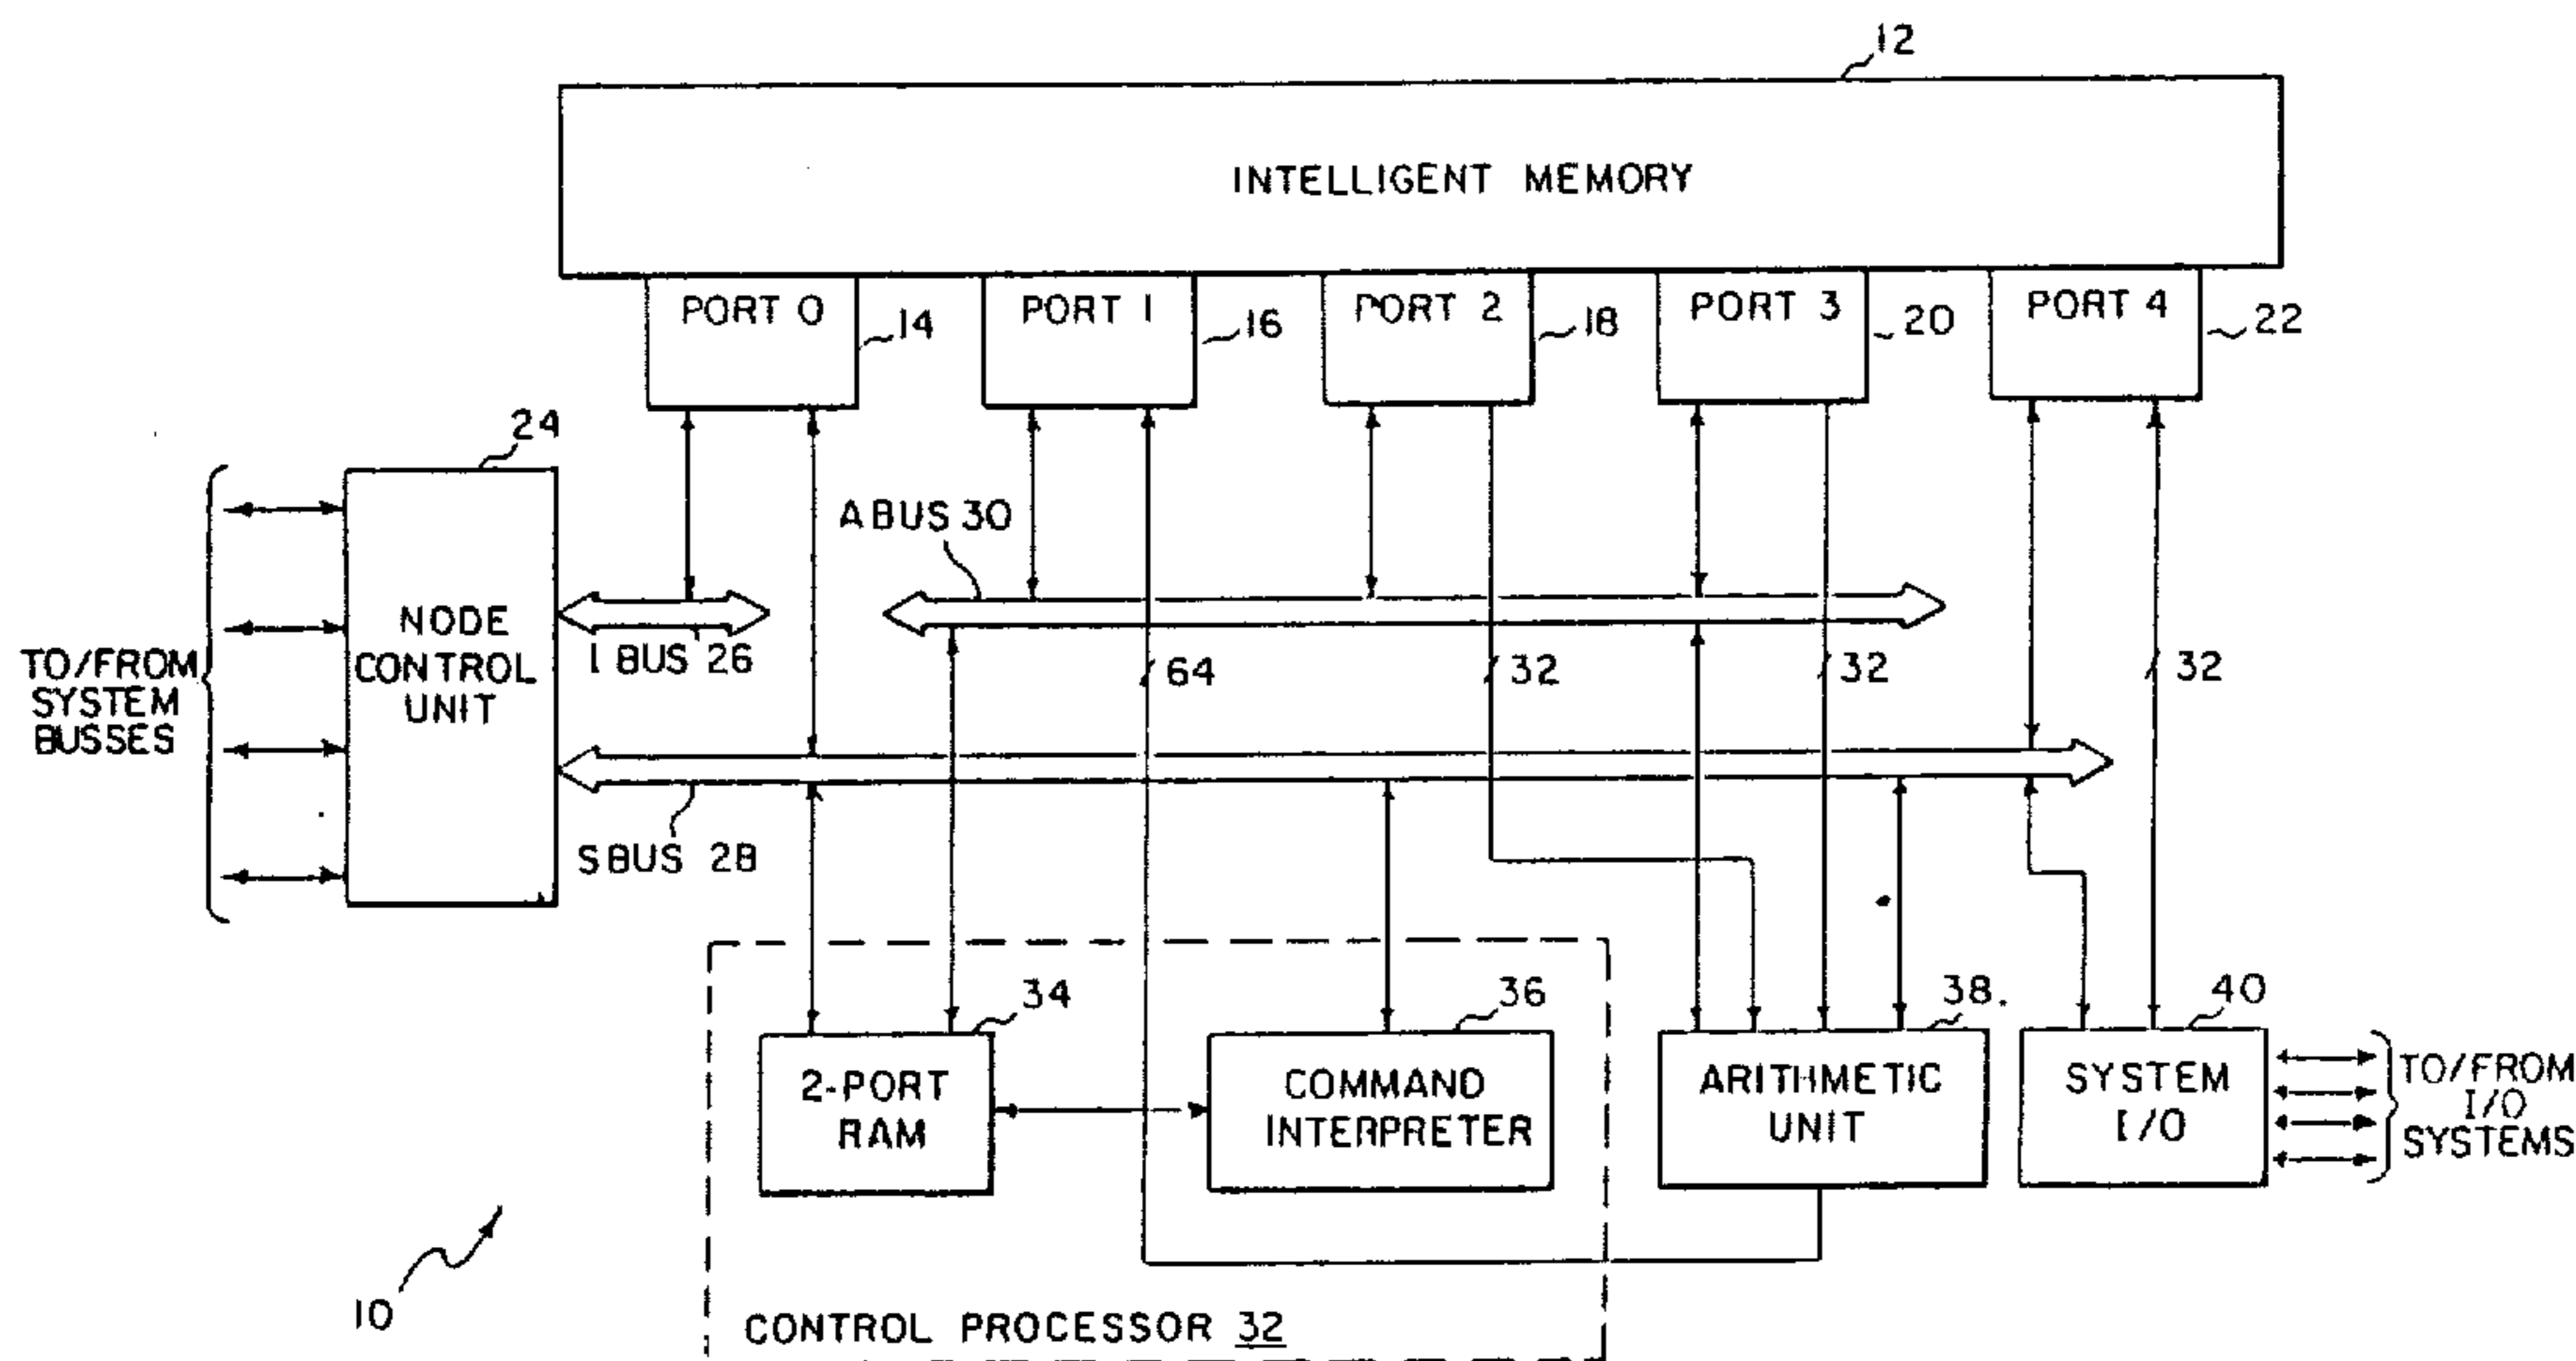 12
INTELLIGENT MEMORY
PORT 0
14
PORT 1
16
PORT 2
18
PORT 3
20
PORT 4
22
24
NODE
CONTROL
UNIT
TO/FROM
SYSTEM
BUSSES
A BUS 30
I BUS 26
64
32
32
32
S BUS 28
34
2-PORT
RAM
36
COMMAND
INTERPRETER
38.
ARITHMETIC
UNIT
40
SYSTEM
I/O
TO/FROM
I/O
SYSTEMS
10
CONTROL PROCESSOR 32